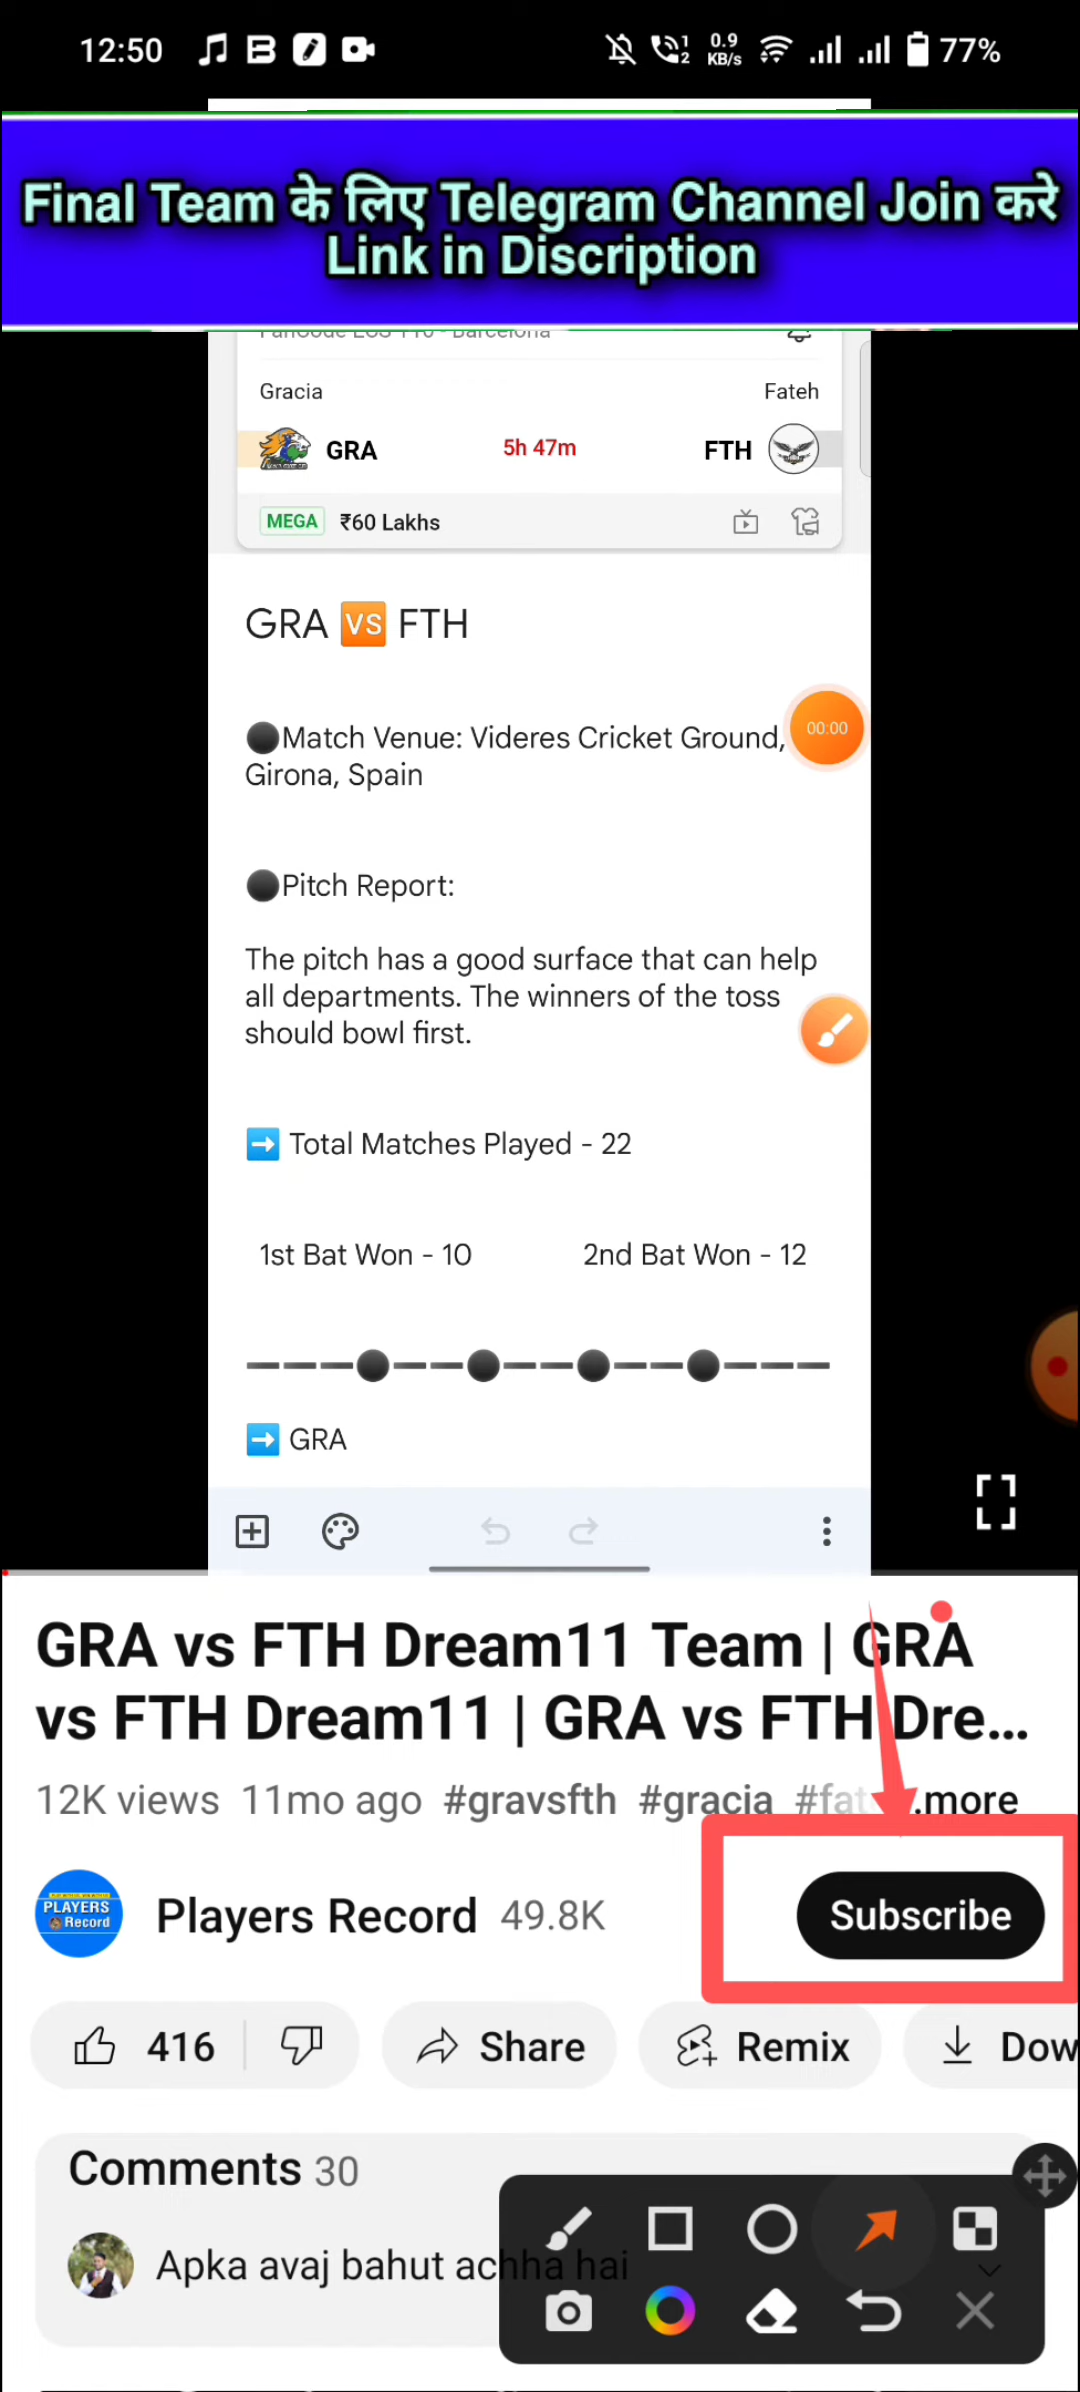 12:50
0.9 KB/s
77%
Final Team के लिए Telegram Channel Join करे
Link in Discription
FanCode ECS T10 - Barcelona
Gracia Fateh
GRA 5h 47m FTH
MEGA ₹60 Lakhs
GRA VS FTH
Match Venue: Videres Cricket Ground,
Girona, Spain
00:00
Pitch Report:
The pitch has a good surface that can help
all departments. The winners of the toss
should bowl first.
Total Matches Played - 22
1st Bat Won - 10 2nd Bat Won - 12
GRA
GRA vs FTH Dream11 Team | GRA
vs FTH Dream11 | GRA vs FTH Dre...
12K views 11mo ago #gravsfth #gracia #fat ...more
PLAYERS
Record
Players Record 49.8K
Subscribe
416 Share Remix Dow
Comments 30
Apka avaj bahut achha hai